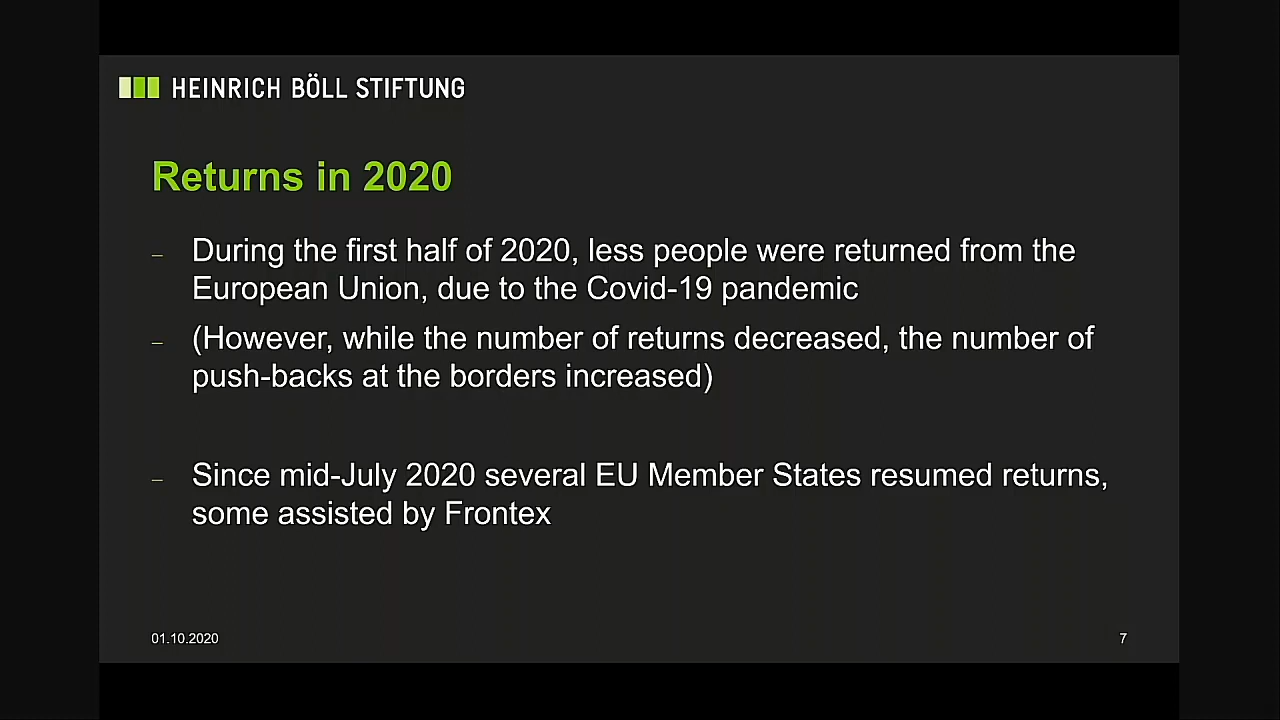 HEINRICH BÖLL STIFTUNG
Returns in 2020
– During the first half of 2020, less people were returned from the
European Union, due to the Covid-19 pandemic
– (However, while the number of returns decreased, the number of
push-backs at the borders increased)
– Since mid-July 2020 several EU Member States resumed returns,
some assisted by Frontex
01.10.2020
7